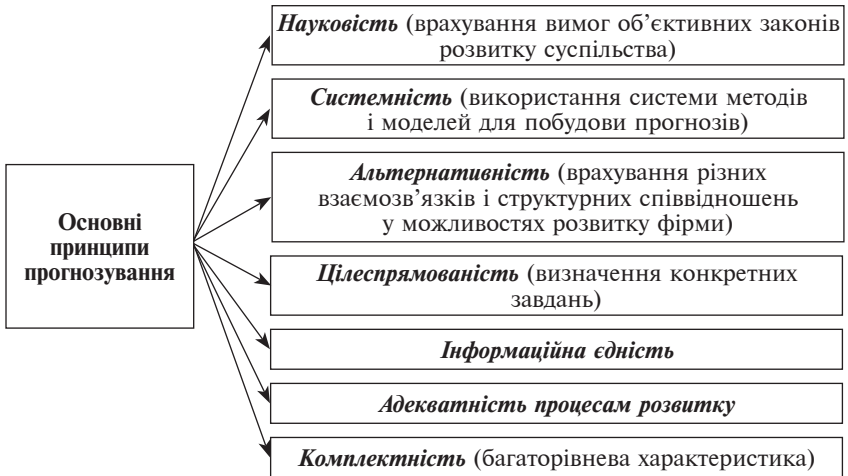 Науковість (врахування вимог об’єктивних законів
розвитку суспільства)
Системність (використання системи методів
і моделей для побудови прогнозів)
Альтернативність (врахування різних
взаємозв’язків і структурних співвідношень
у можливостях розвитку фірми)
Основні
принципи
прогнозування
Цілеспрямованість (визначення конкретних
завдань)
Інформаційна єдність
Адекватність процесам розвитку
Комплектність (багаторівнева характеристика)